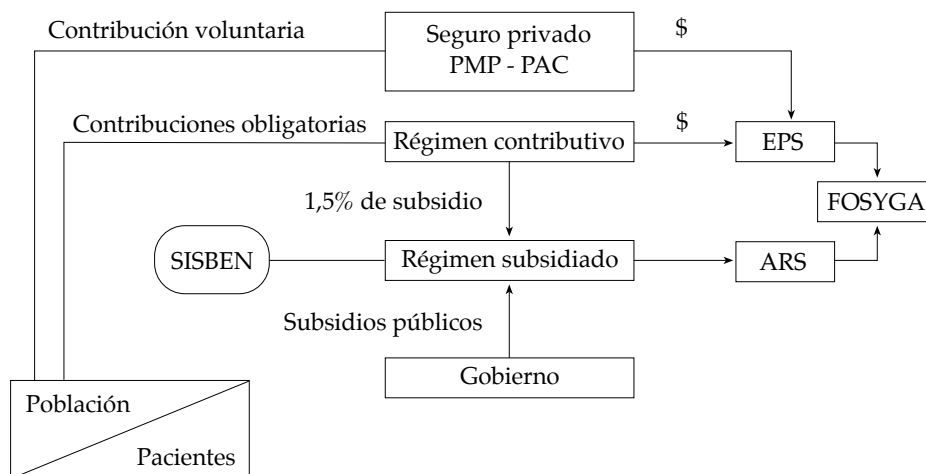 Contribución voluntaria
Seguro privado
PMP - PAC
$
Contribuciones obligatorias
Régimen contributivo
$
EPS
1,5% de subsidio
FOSYGA
SISBEN
Régimen subsidiado
ARS
Subsidios públicos
Gobierno
Población
Pacientes